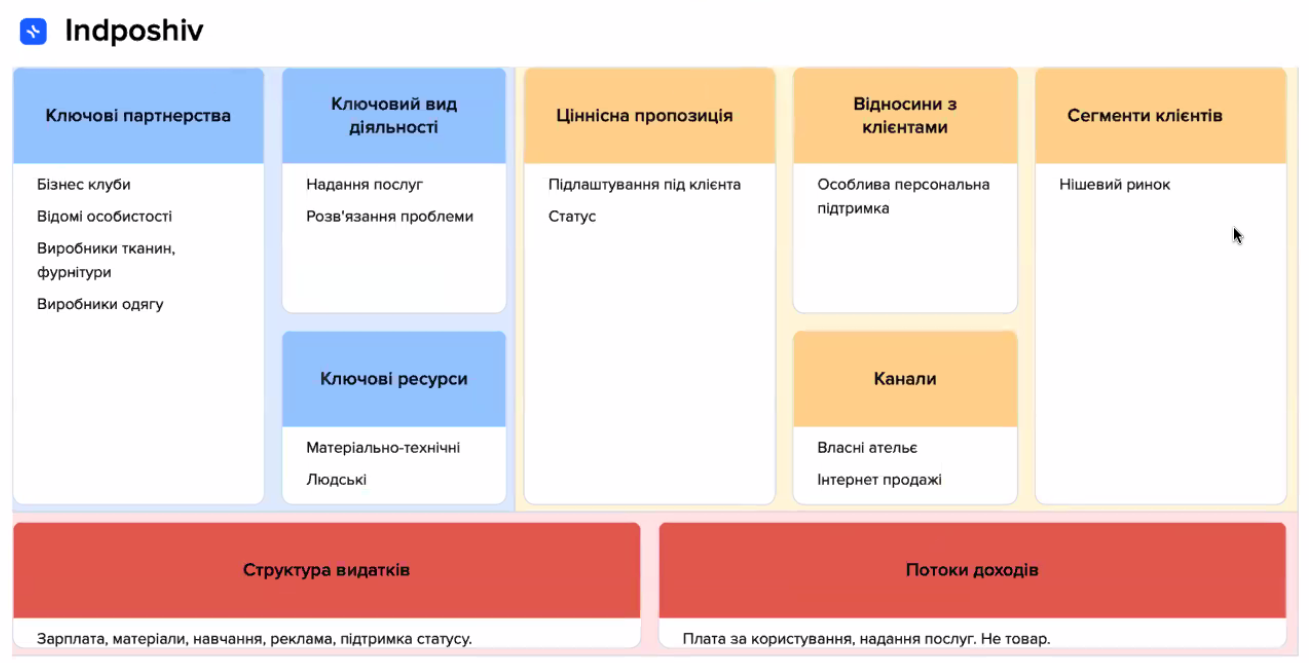 Indposhiv
Ключові партнерства
Бізнес клуби
Відомі особистості
Виробники тканин,
фурнітури
Виробники одягу
Ключовий вид
діяльності
Надання послуг
Розв'язання проблеми
Ключові ресурси
Матеріально-технічні
Людські
Ціннісна пропозиція
Підлаштування під клієнта
Статус
Відносини з
клієнтами
Особлива персональна
підтримка
Канали
Власні ательє
Інтернет продажі
Сегменти клієнтів
Нішевий ринок
Структура видатків
Зарплата, матеріали, навчання, реклама, підтримка статусу.
Потоки доходів
Плата за користування, надання послуг. Не товар.